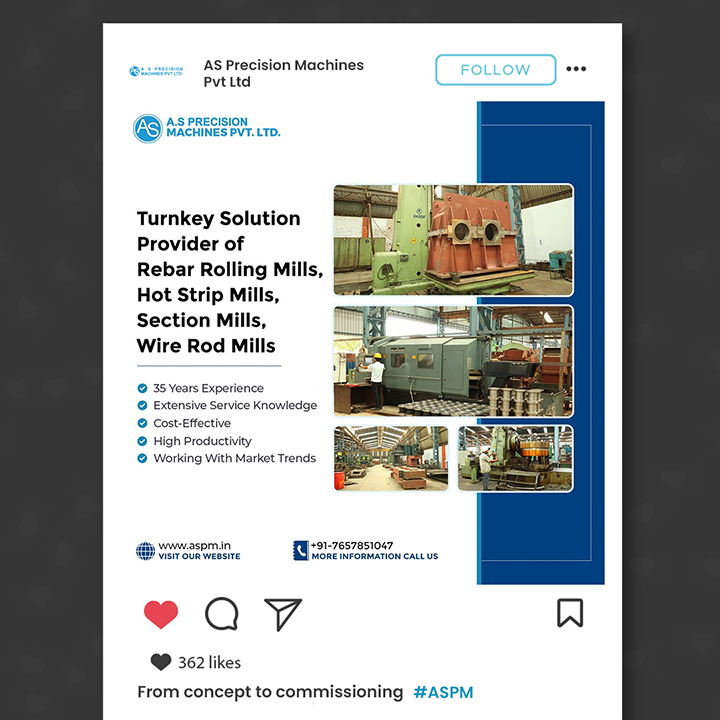 A S PRECISION
MACHINES PVT. LTD.
AS Precision Machines
Pvt Ltd
FOLLOW
AS
A.S PRECISION
MACHINES PVT. LTD.
Turnkey Solution
Provider of
Rebar Rolling Mills,
Hot Strip Mills,
Section Mills,
Wire Rod Mills
35 Years Experience
Extensive Service Knowledge
Cost-Effective
High Productivity
Working With Market Trends
www.aspm.in
VISIT OUR WEBSITE
+91-7657851047
MORE INFORMATION CALL US
362 likes
From concept to commissioning #ASPM